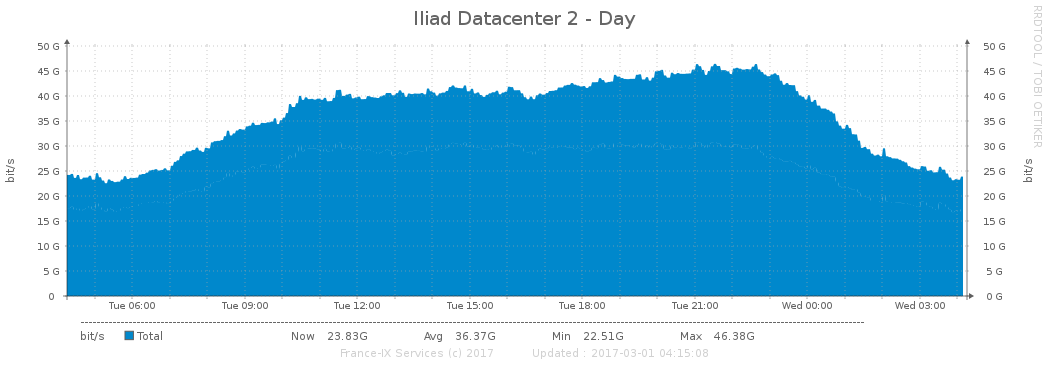 Iliad Datacenter 2 - Day
RRDTOOL / TOBI OETIKER
bit/s
50 G 50 G
45 G 45 G
40 G 40 G
35 G 35 G
30 G 30 G
25 G 25 G
20 G 20 G
15 G 15 G
10 G 10 G
5 G 5 G
0 0 G
bit/s
Tue 06:00 Tue 09:00 Tue 12:00 Tue 15:00 Tue 18:00 Tue 21:00 Wed 00:00 Wed 03:00
bit/s Total Now 23.83G Avg 36.37G Min 22.51G Max 46.38G
France-IX Services (c) 2017 Updated : 2017-03-01 04:15:08